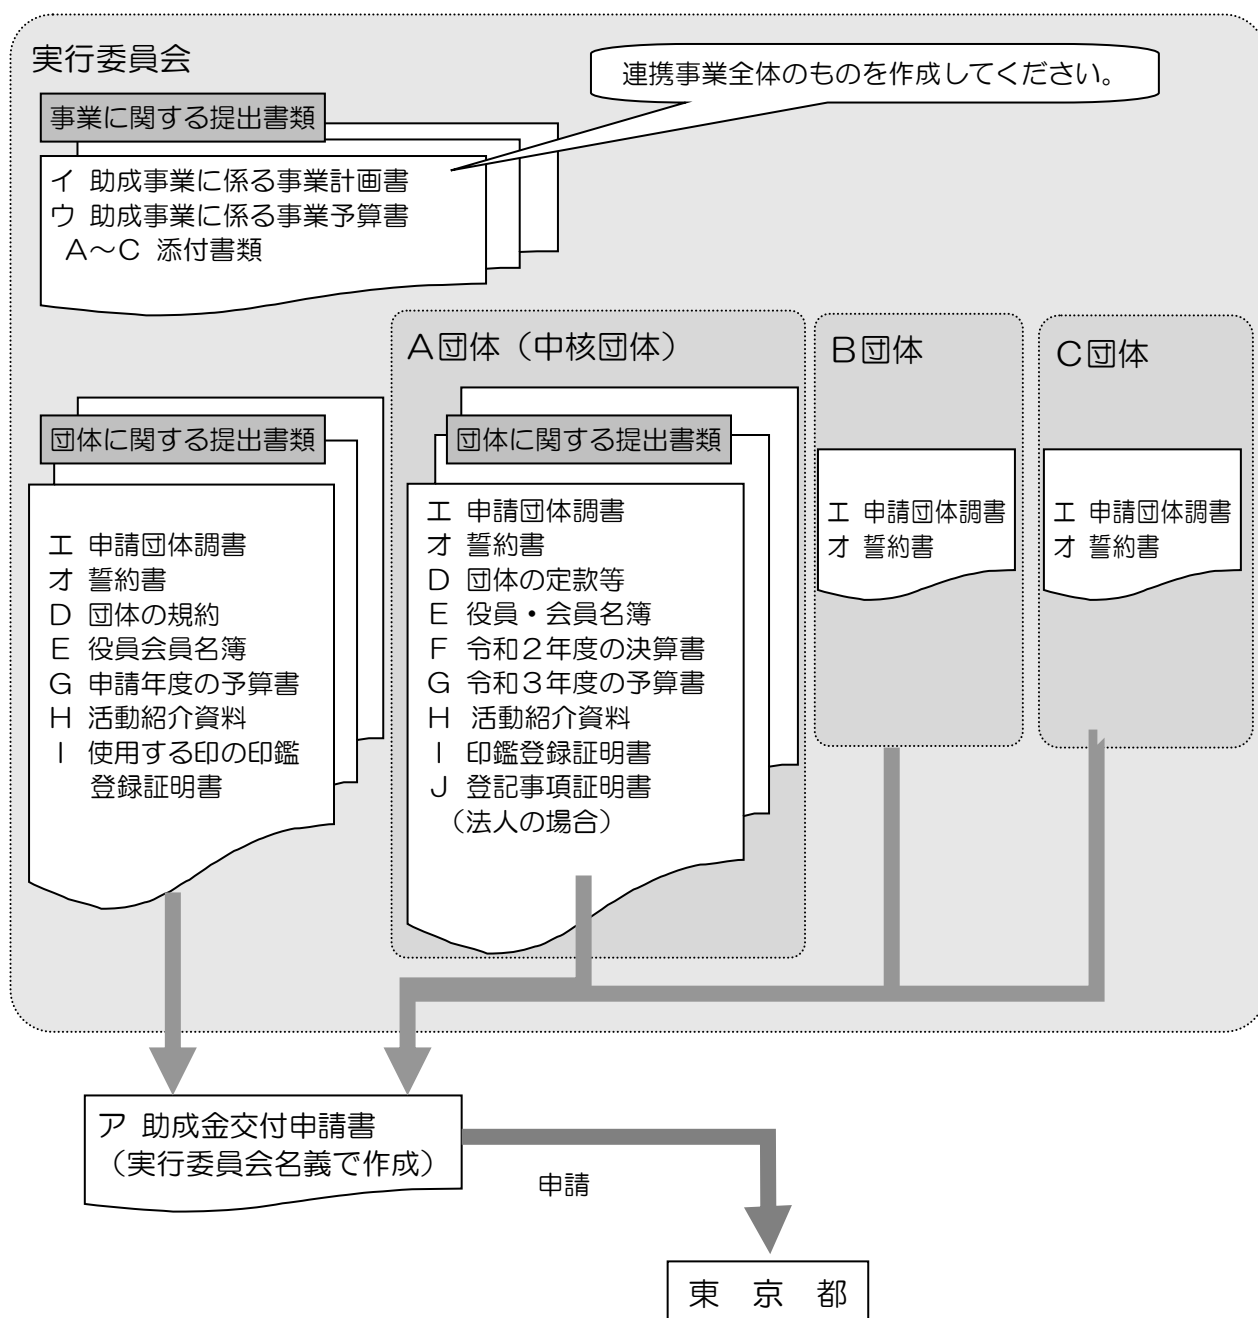 実行委員会
連携事業全体のものを作成してください。
事業に関する提出書類
イ 助成事業に係る事業計画書
ウ 助成事業に係る事業予算書
A~C 添付書類
団体に関する提出書類
エ 申請団体調書
オ 誓約書
D 団体の規約
E 役員会員名簿
G 申請年度の予算書
H 活動紹介資料
I 使用する印の印鑑
登録証明書
A団体(中核団体)
団体に関する提出書類
エ 申請団体調書
オ 誓約書
D 団体の定款等
E 役員・会員名簿
F 令和2年度の決算書
G 令和3年度の予算書
H 活動紹介資料
I 印鑑登録証明書
J 登記事項証明書
(法人の場合)
B団体
エ 申請団体調書
オ 誓約書
C団体
エ 申請団体調書
オ 誓約書
ア 助成金交付申請書
(実行委員会名義で作成)
申請
東 京 都